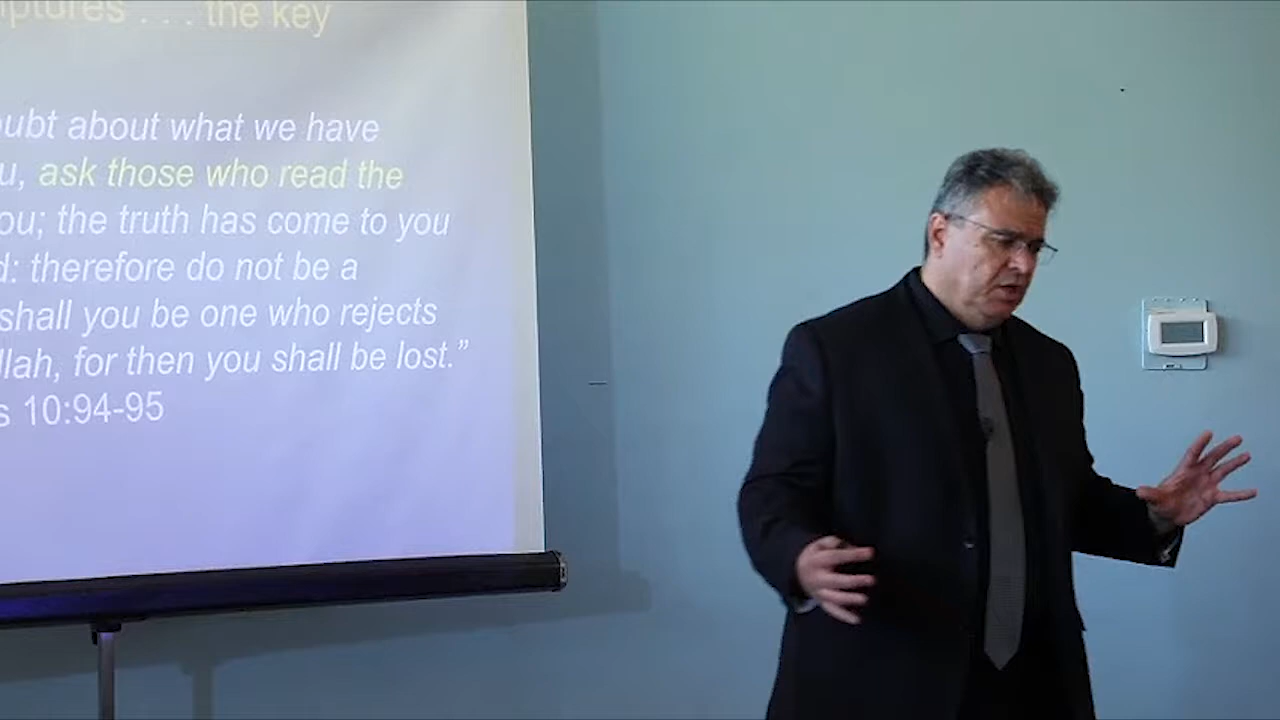 ptures . . . the key
ubt about what we have
u, ask those who read the
ou; the truth has come to you
d: therefore do not be a
shall you be one who rejects
llah, for then you shall be lost.”
s 10:94-95